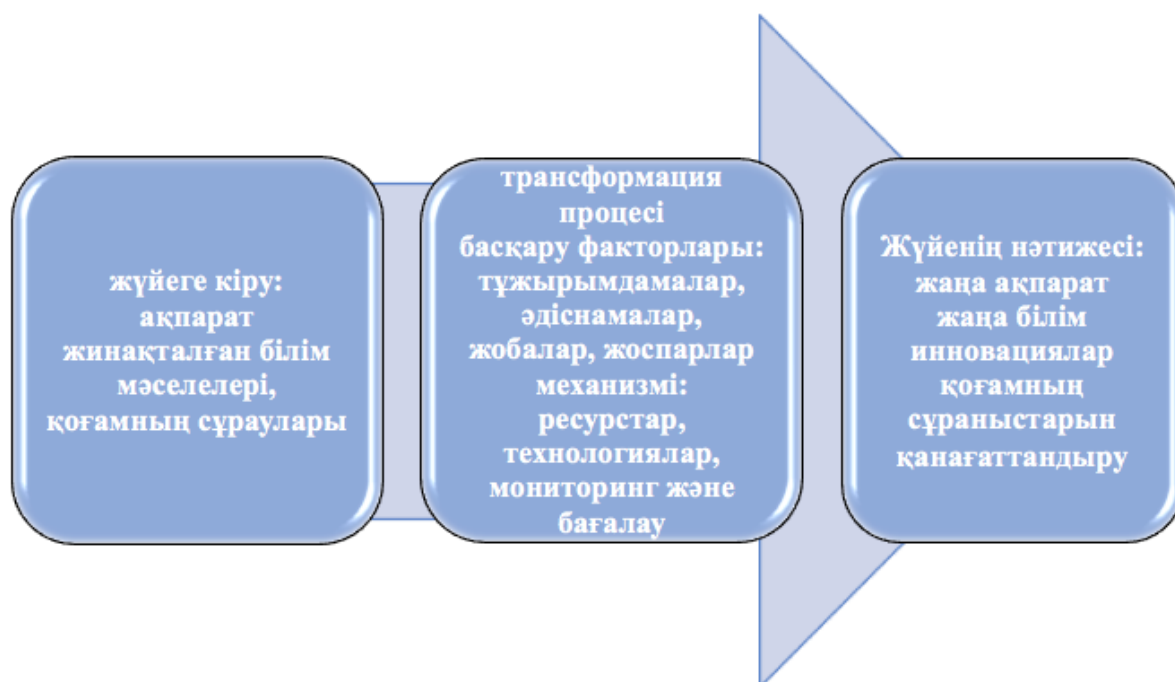 жүйеге кіру:
ақпарат
жинақталған білім
мәселелері,
қоғамның сұраулары
трансформация
процесі
басқару факторлары:
тұжырымдамалар,
әдіснамалар,
жобалар, жоспарлар
механизмі:
ресурстар,
технологиялар,
мониторинг және
бағалау
Жүйенің нәтижесі:
жаңа ақпарат
жаңа білім
инновациялар
қоғамның
сұраныстарын
қанағаттандыру